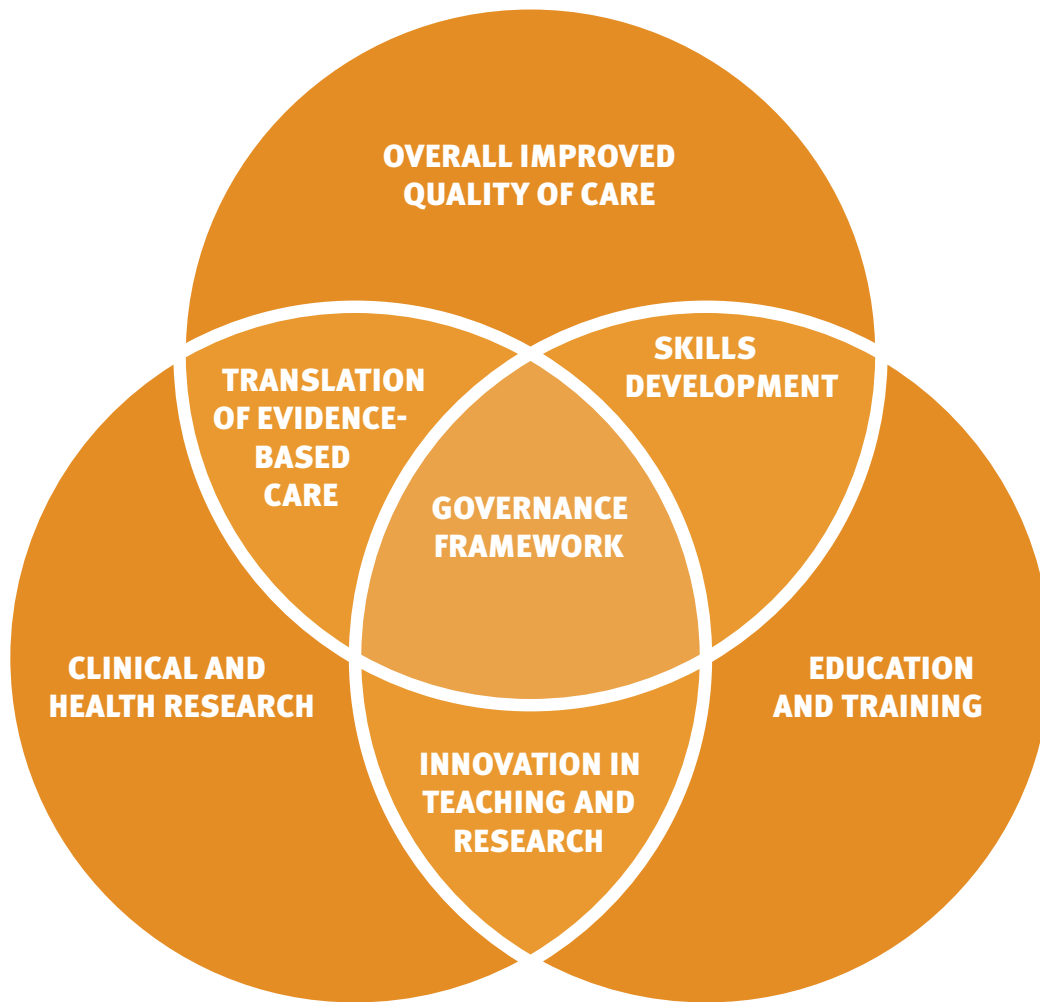 OVERALL IMPROVED
QUALITY OF CARE
SKILLS
DEVELOPMENT
TRANSLATION
OF EVIDENCE-
BASED
CARE
GOVERNANCE
FRAMEWORK
CLINICAL AND
HEALTH RESEARCH
EDUCATION
AND TRAINING
INNOVATION IN
TEACHING AND
RESEARCH